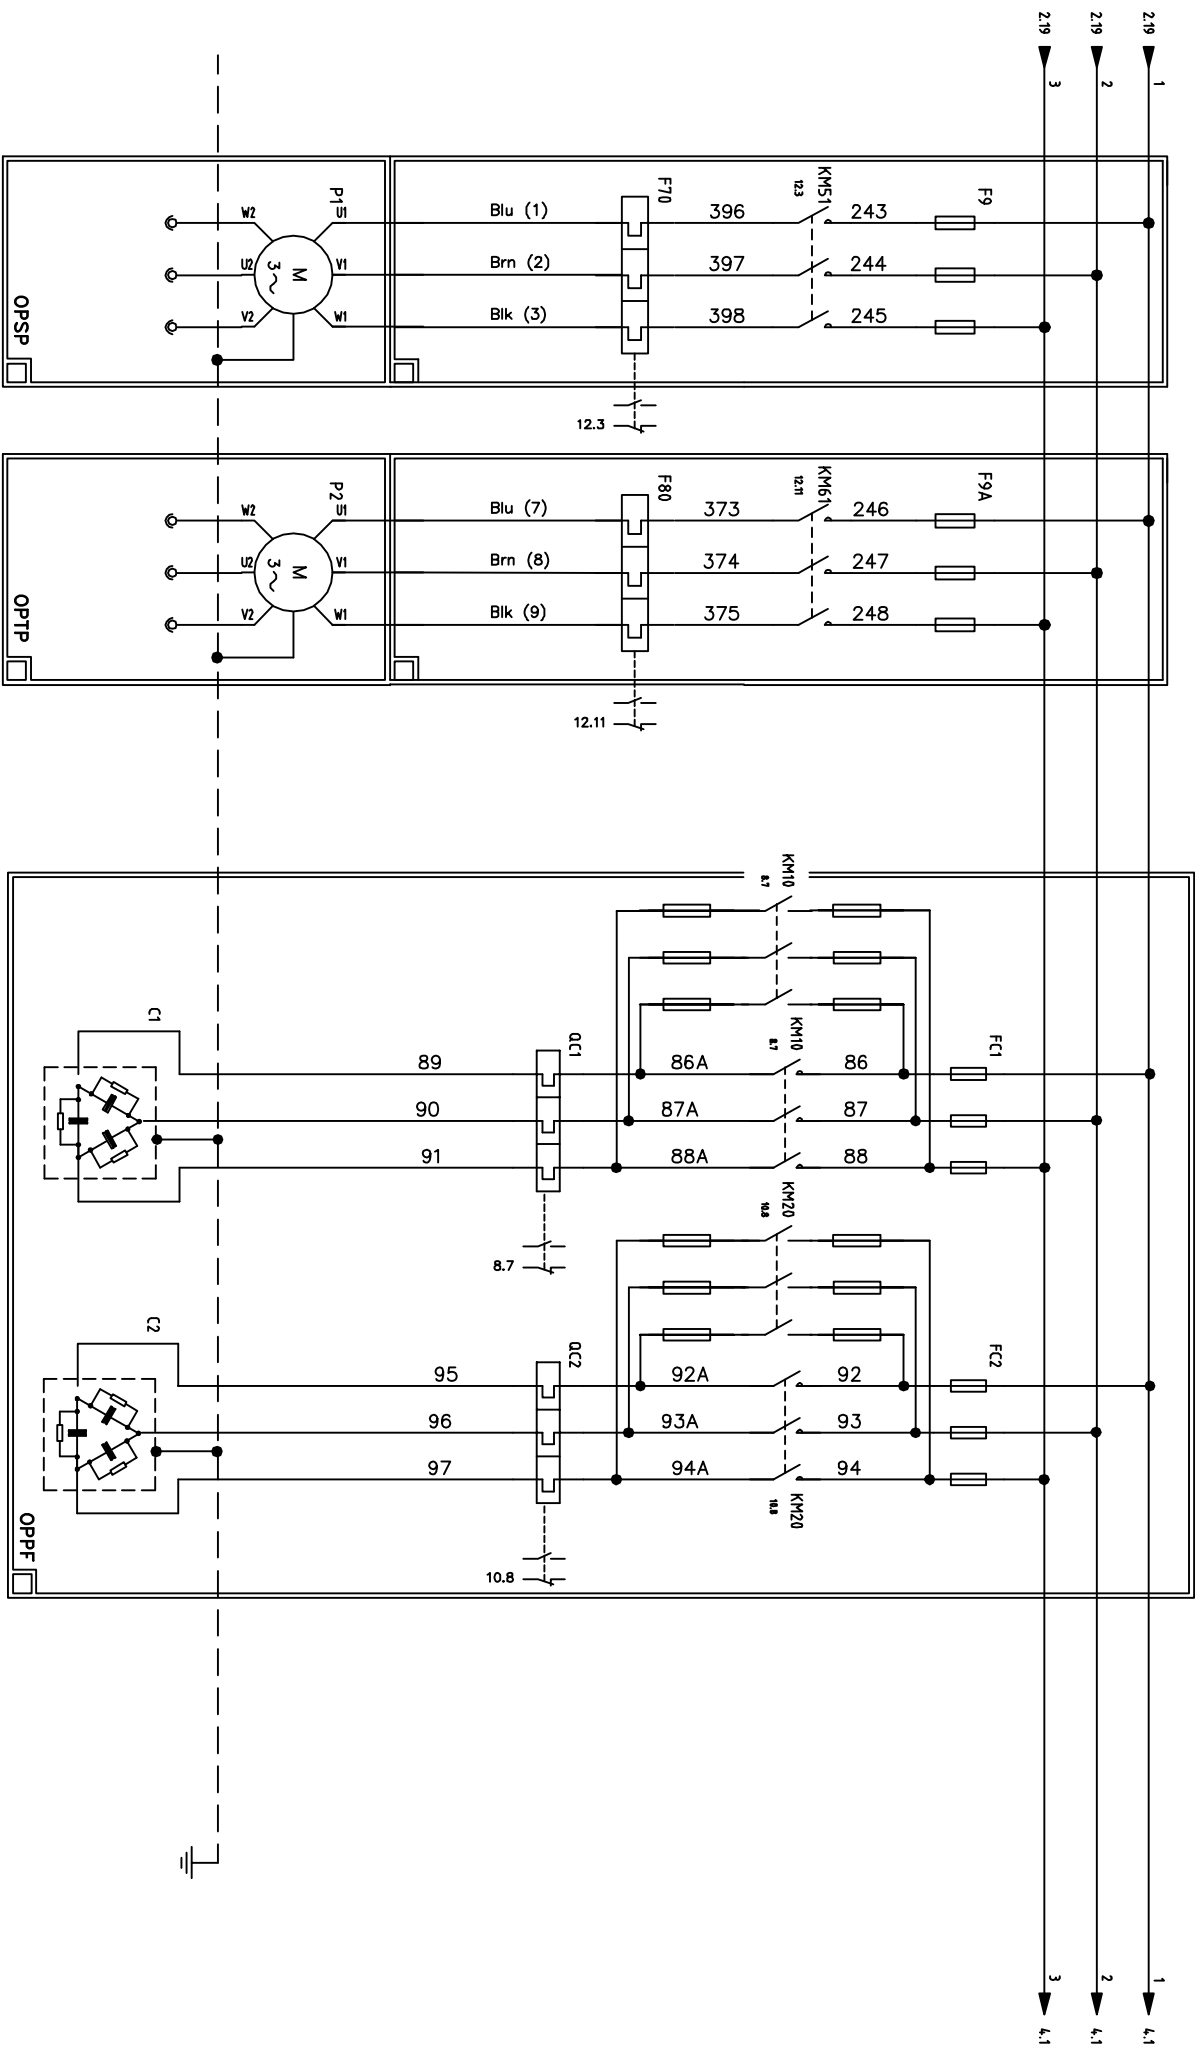 2.19
2.19
2.19
3
2
1
P1
U1
V1
W1
W2
U2
V2
M
3~
Blu (1)
Brn (2)
Blk (3)
F70
396
397
398
KM51
12.3
243
244
245
F9
12.3
OPSP
P2
U1
V1
W1
W2
U2
V2
M
3~
Blu (7)
Brn (8)
Blk (9)
F80
373
374
375
KM61
12.11
246
247
248
F9A
12.11
OPTP
KM10
8.7
KM10
8.7
C1
89
90
91
QC1
86A
87A
88A
86
87
88
FC1
8.7
KM20
10.8
C2
95
96
97
QC2
92A
93A
94A
92
93
94
FC2
KM20
10.8
10.8
OPPF
3
2
1
4.1
4.1
4.1